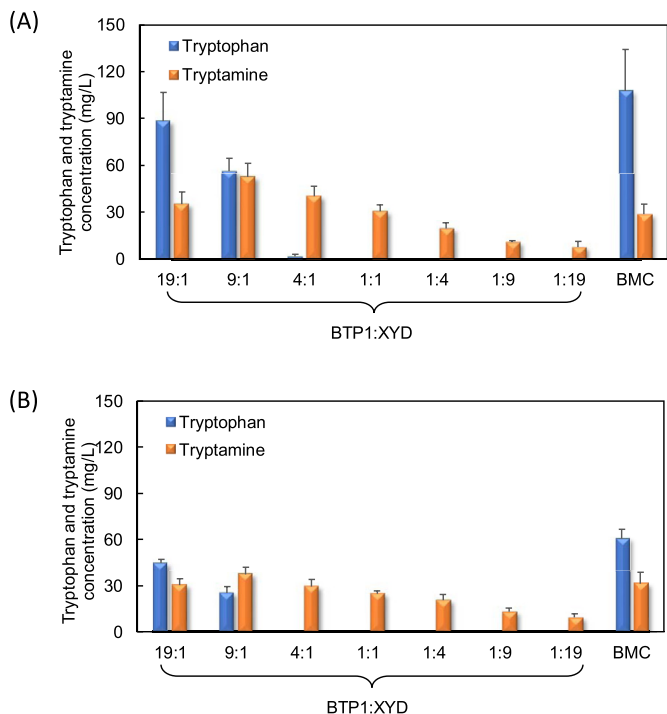 (A)
Tryptophan and tryptamine
concentration (mg/L)
150
120
90
60
30
0
Tryptophan
Tryptamine
19:1 9:1 4:1 1:1 1:4 1:9 1:19 BMC
BTP1:XYD
(B)
Tryptophan and tryptamine
concentration (mg/L)
150
120
90
60
30
0
Tryptophan
Tryptamine
19:1 9:1 4:1 1:1 1:4 1:9 1:19 BMC
BTP1:XYD